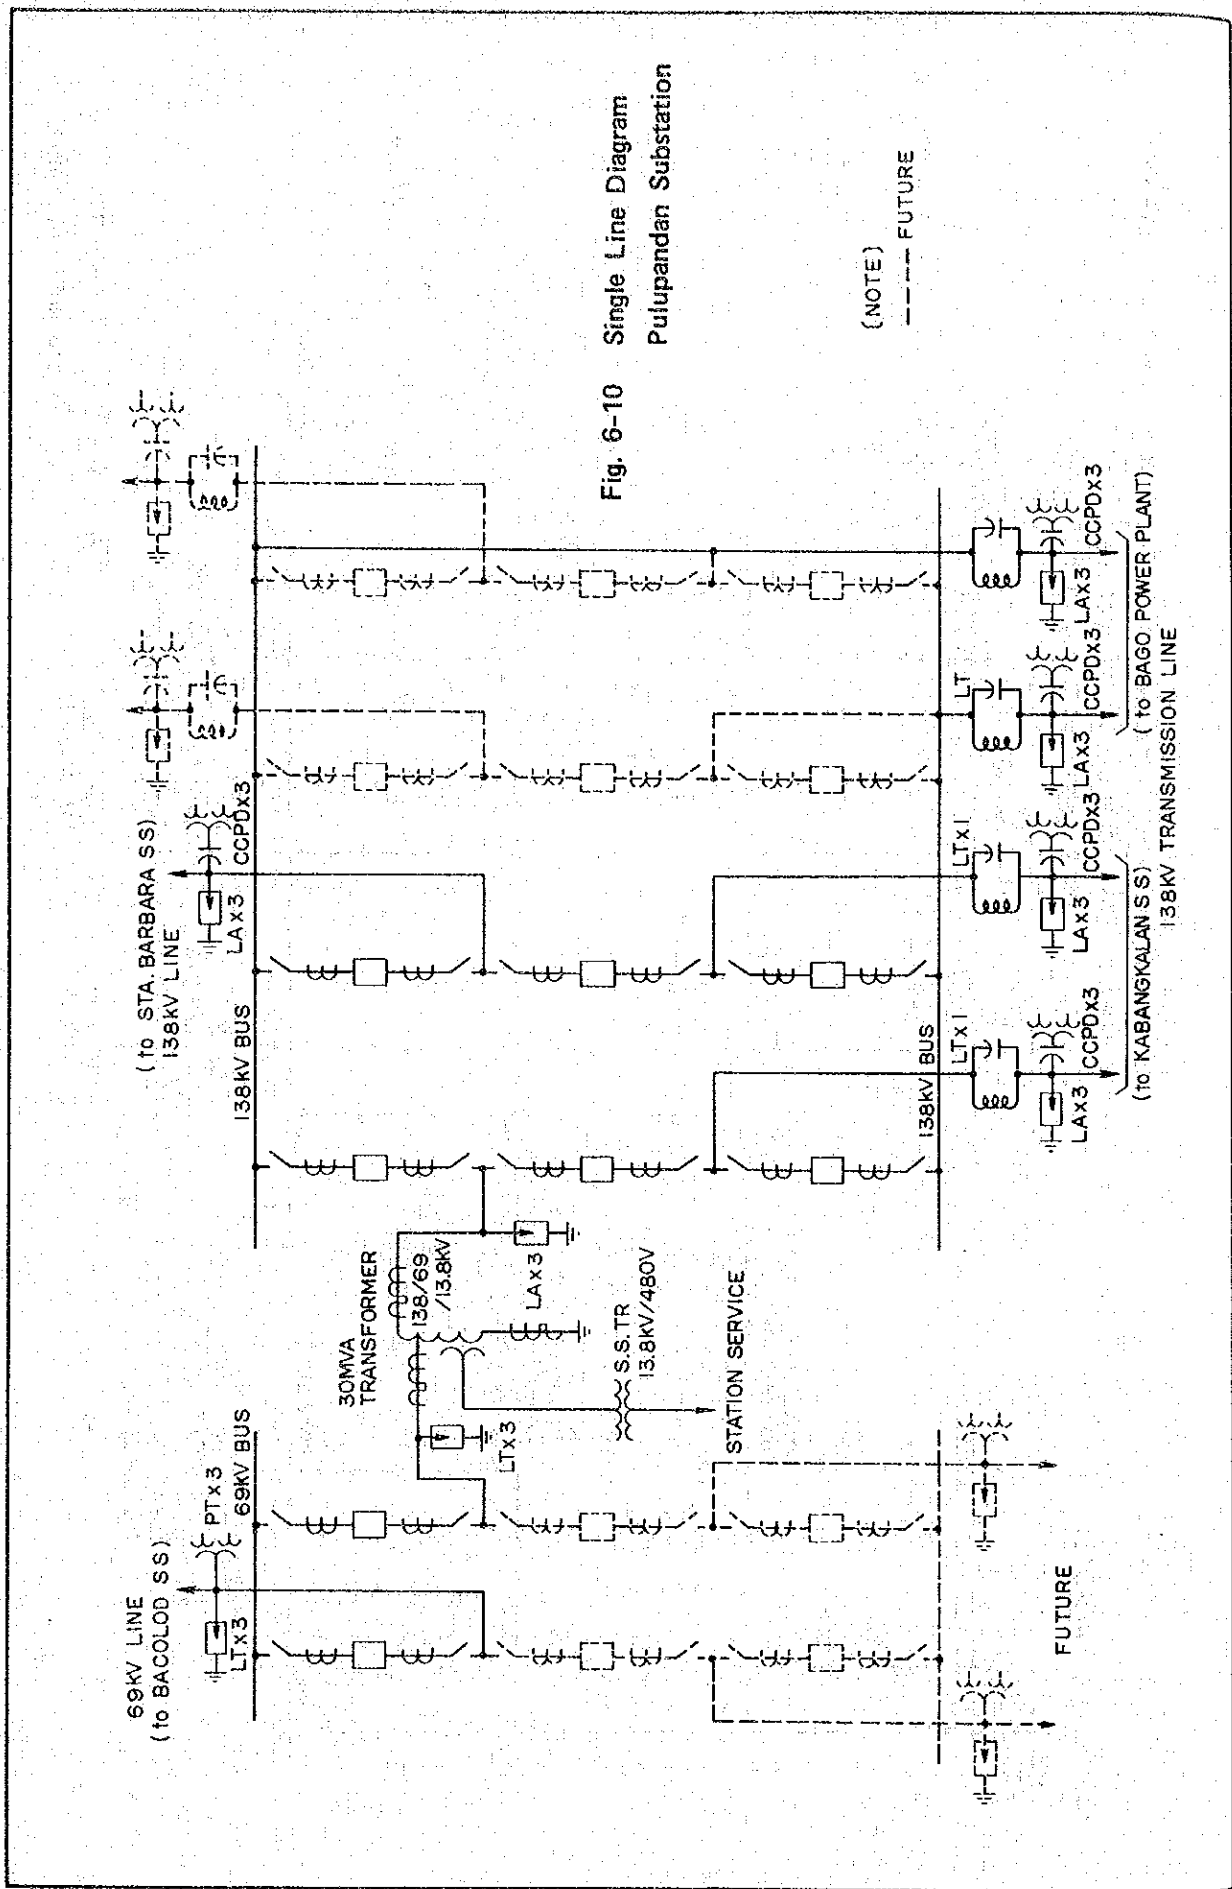 69KV LINE
(to BACOLOD SS)
LTx3
PTx3
69KV BUS
30MVA
TRANSFORMER
138/69
/13.8KV
LTx3
LAx3
S.S.TR
13.8KV/480V
STATION SERVICE
FUTURE
(to STA. BARBARA SS)
138KV LINE
138KV BUS
LAx3
CCPDx3
138KV BUS
LTx1
LAx3
CCPDx3
LTx1
LAx3
CCPDx3
(to KABANGKALAN SS)
LT
LAx3
CCPDx3
LAx3
CCPDx3
(to BAGO POWER PLANT)
138KV TRANSMISSION LINE
Fig. 6-10 Single Line Diagram
Pulupandan Substation
(NOTE)
---- FUTURE